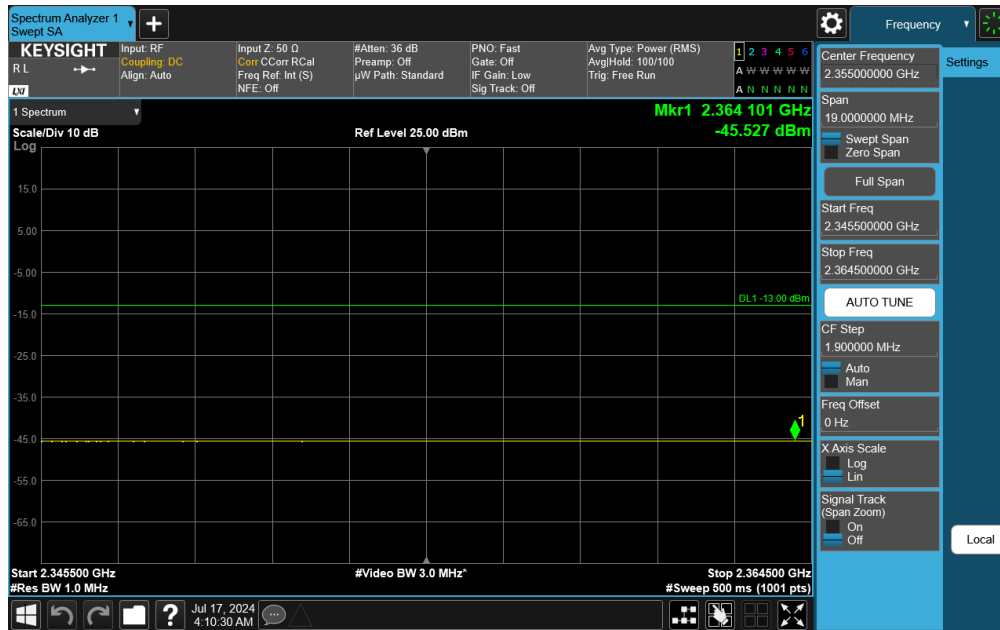 Spectrum Analyzer 1
Swept SA
+
Frequency
KEYSIGHT
R L
LXI
Input: RF
Coupling: DC
Align: Auto
Input Z: 50 Ω
Corr CCorr RCal
Freq Ref: Int (S)
NFE: Off
#Atten: 36 dB
Preamp: Off
µW Path: Standard
PNO: Fast
Gate: Off
IF Gain: Low
Sig Track: Off
Avg Type: Power (RMS)
Avg|Hold: 100/100
Trig: Free Run
1 2 3 4 5 6
A W W W W W
A N N N N N
1 Spectrum
Mkr1 2.364 101 GHz
-45.527 dBm
Scale/Div 10 dB
Ref Level 25.00 dBm
Log
15.0
5.00
-5.00
-15.0
-25.0
-35.0
-45.0
-55.0
-65.0
DL1 -13.00 dBm
1
Start 2.345500 GHz
#Video BW 3.0 MHz*
Stop 2.364500 GHz
#Res BW 1.0 MHz
#Sweep 500 ms (1001 pts)
Center Frequency
2.355000000 GHz
Settings
Span
19.0000000 MHz
Swept Span
Zero Span
Full Span
Start Freq
2.345500000 GHz
Stop Freq
2.364500000 GHz
AUTO TUNE
CF Step
1.900000 MHz
Auto
Man
Freq Offset
0 Hz
X Axis Scale
Log
Lin
Signal Track
(Span Zoom)
On
Off
Local
?
Jul 17, 2024
4:10:30 AM